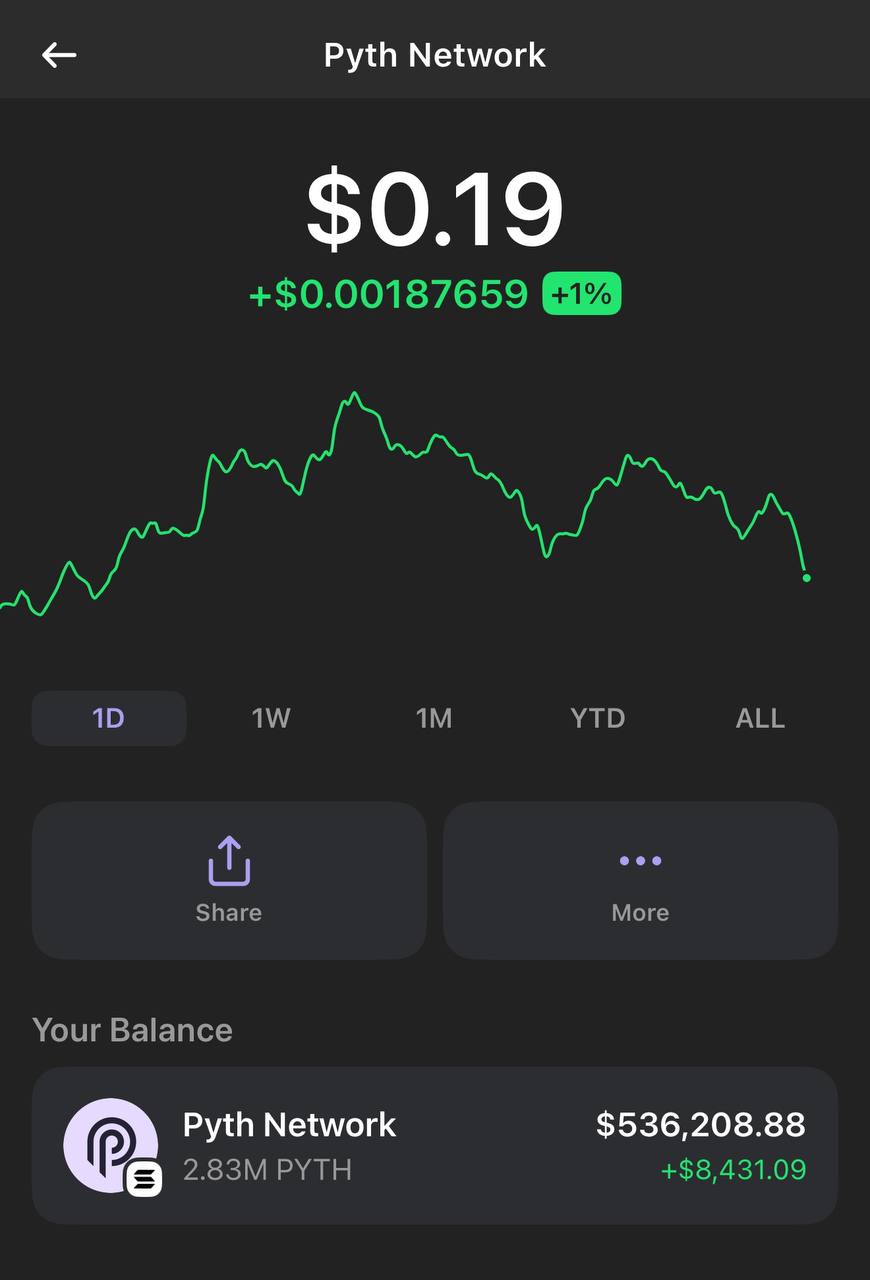 Pyth Network
$0.19
+$0.00187659 +1%
1D 1W 1M YTD ALL
Share More
Your Balance
Pyth Network $536,208.88
2.83M PYTH +$8,431.09